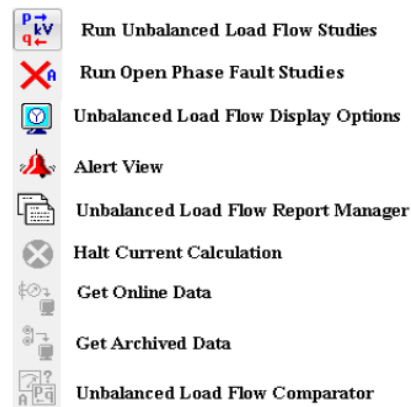 p kV q Run Unbalanced Load Flow Studies
A Run Open Phase Fault Studies
Unbalanced Load Flow Display Options
Alert View
Unbalanced Load Flow Report Manager
Halt Current Calculation
Get Online Data
Get Archived Data
? A P q Unbalanced Load Flow Comparator